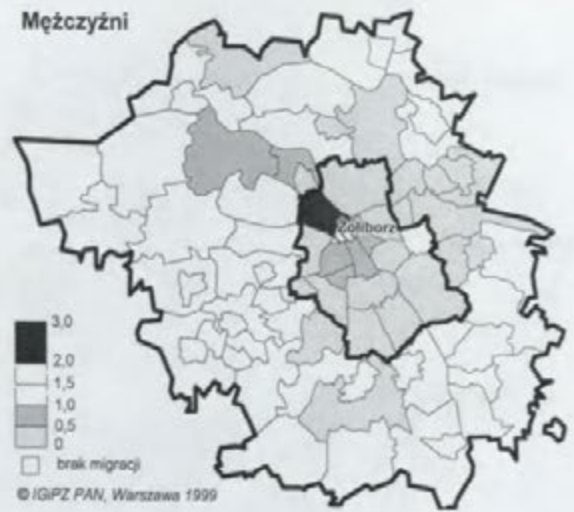 Mężczyźni
Żoliborz
3,0
2,0
1,5
1,0
0,5
0
brak migracji
© IGiPZ PAN, Warszawa 1999